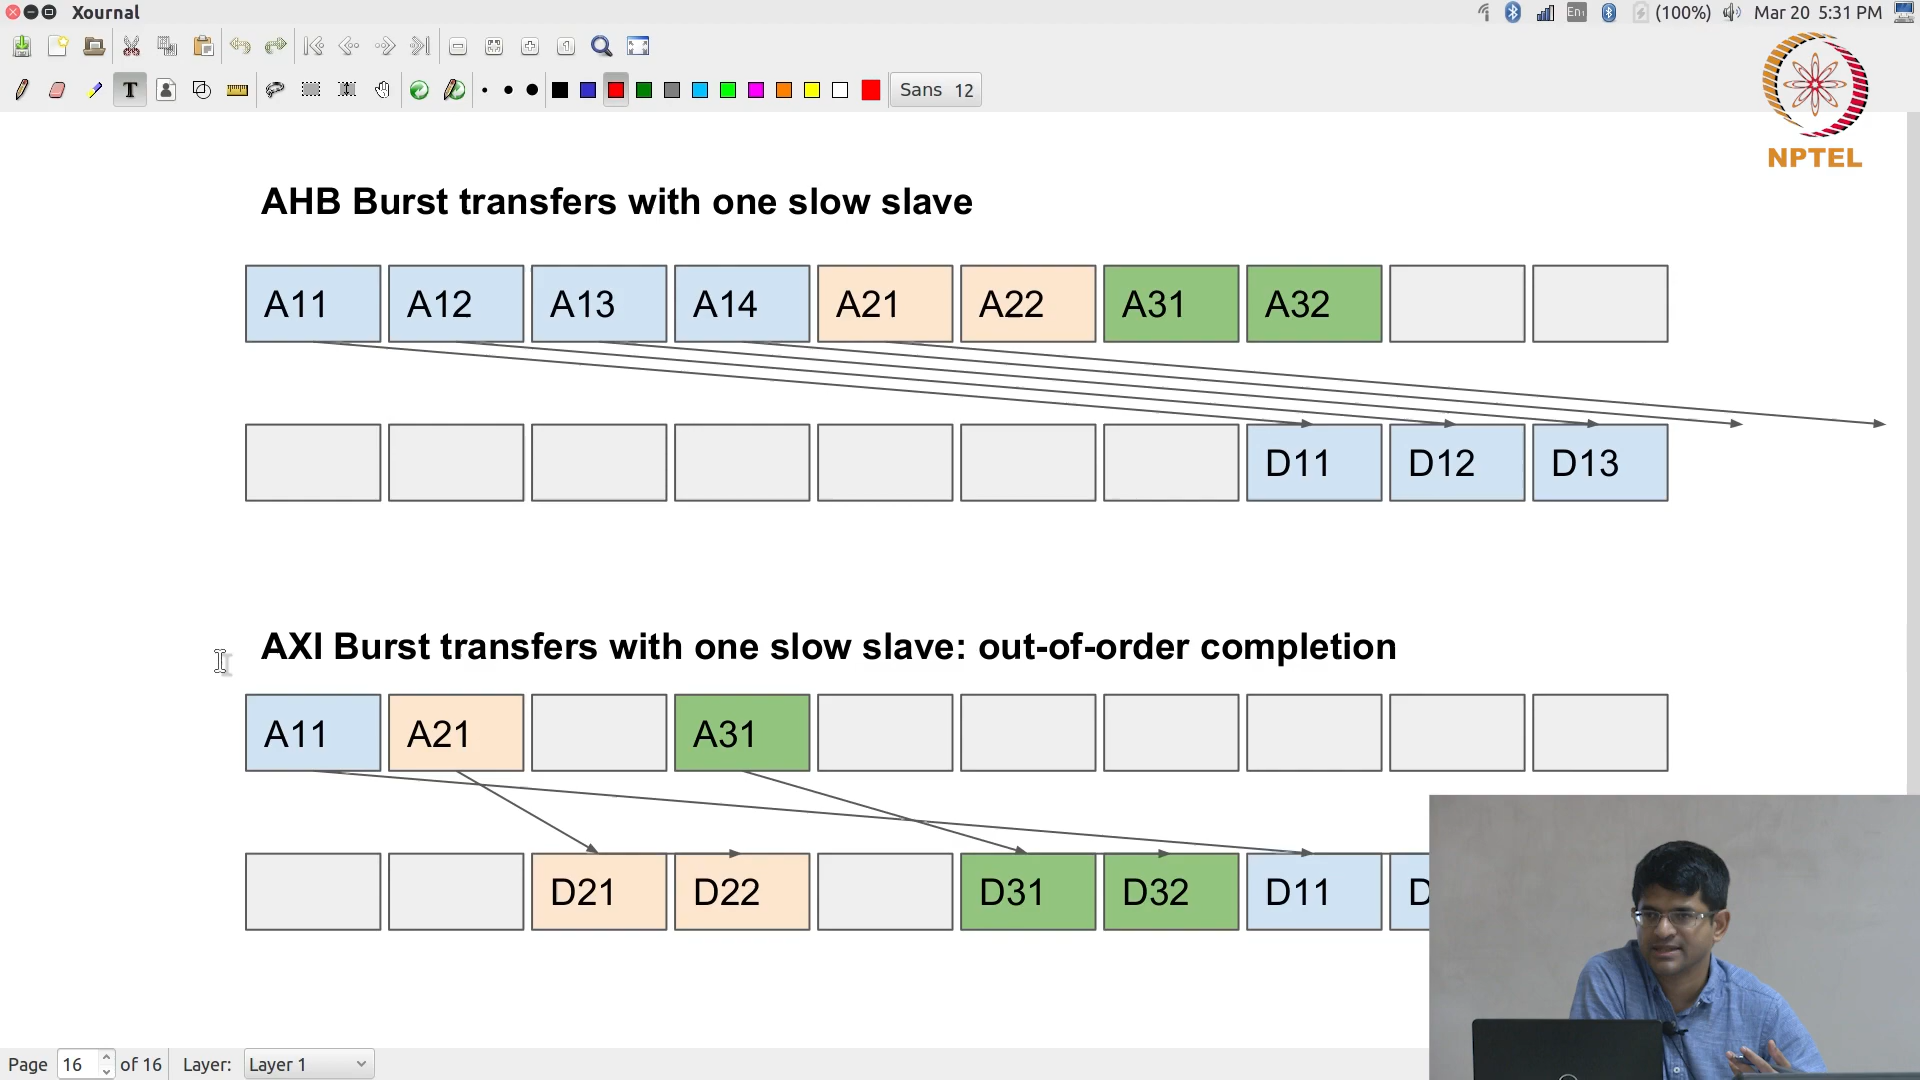 Xournal
En₁ (100%) Mar 20 5:31 PM
T Sans 12
NPTEL
AHB Burst transfers with one slow slave
A11 A12 A13 A14 A21 A22 A31 A32
D11 D12 D13
AXI Burst transfers with one slow slave: out-of-order completion
A11 A21 A31
D21 D22 D31 D32 D11 D
Page 16 of 16 Layer: Layer 1